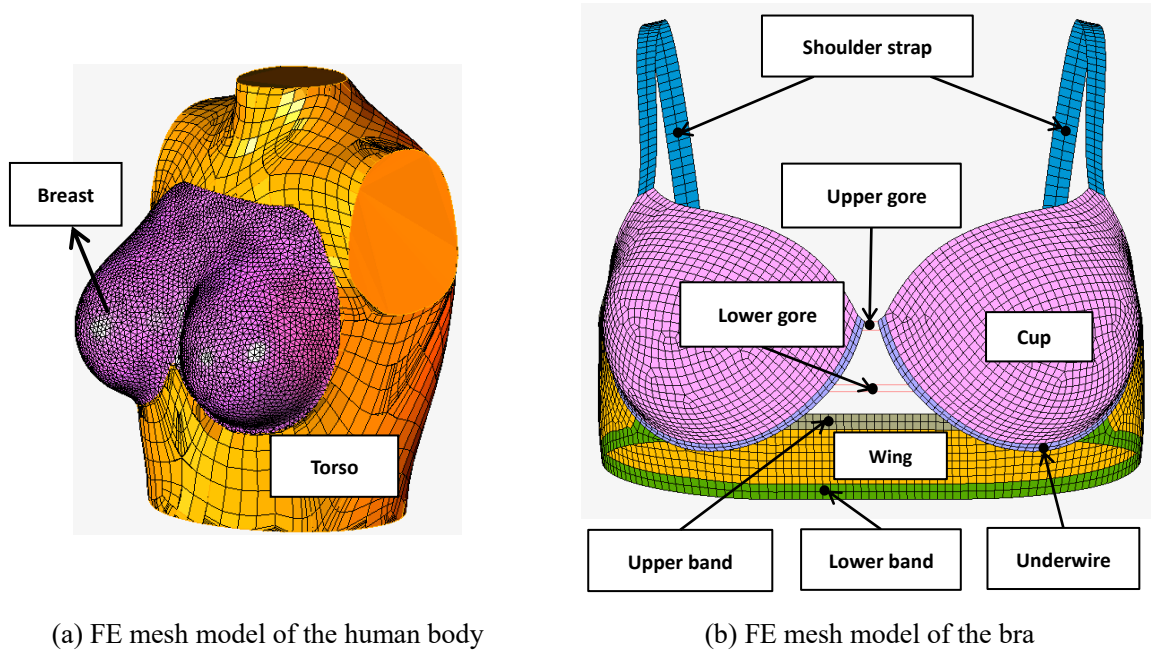 Shoulder strap
Breast
Upper gore
Lower gore
Cup
Torso
Wing
Upper band
Lower band
Underwire
(a) FE mesh model of the human body
(b) FE mesh model of the bra